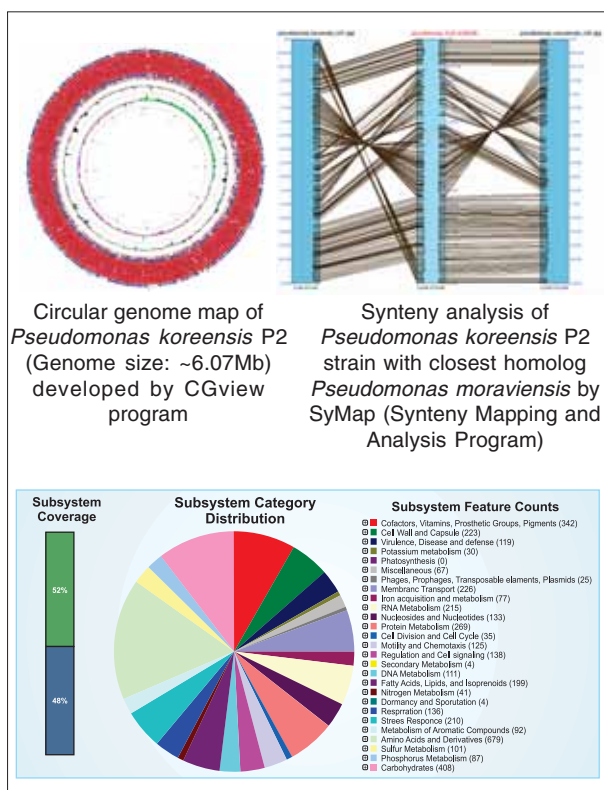 Circular genome map of
Pseudomonas koreensis P2
(Genome size: ~6.07Mb)
developed by CGview
program
Synteny analysis of
Pseudomonas koreensis P2
strain with closest homolog
Pseudomonas moraviensis by
SyMap (Synteny Mapping and
Analysis Program)
Subsystem
Coverage
52%
48%
Subsystem Category
Distribution
Subsystem Feature Counts
Cofactors, Vitamins, Prosthetic Groups, Pigments (342)
Cell Wall and Capsule (223)
Virulence, Disease and defense (119)
Potassium metabolism (30)
Photosynthesis (0)
Miscellaneous (67)
Phages, Prophages, Transposable elaments, Plasmids (25)
Membranc Transport (226)
Iron acquisition and metabolism (77)
RNA Metabolism (215)
Nucleosides and Nucleotides (133)
Protein Metabolism (269)
Cell Division and Cell Cycle (35)
Motility and Chemotaxis (125)
Regulation and Cell signaling (138)
Secondary Metabolism (4)
DNA Metabolism (111)
Fatty Acids, Lipids, and Isoprenoids (199)
Nitrogen Metabolism (41)
Dormancy and Sporutation (4)
Resprration (136)
Strees Responce (210)
Metabolism of Aromatic Compounds (92)
Amino Acids and Derivatives (679)
Sulfur Metabolism (101)
Phosphorus Metabolism (87)
Carbohydrates (408)